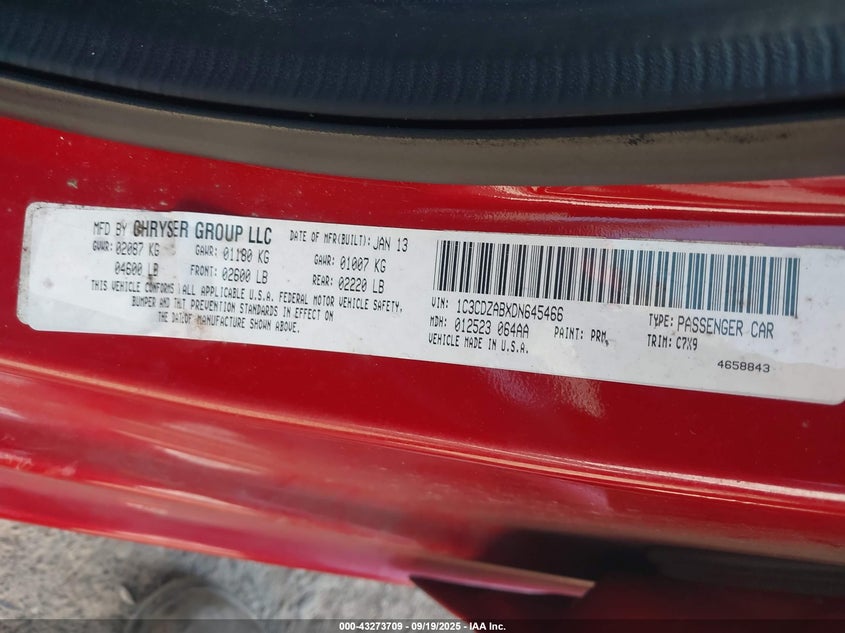 MFD BY CHRYSER GROUP LLC DATE OF MFR(BUILT): JAN 13
GVWR: 02087 KG GAWR: 01180 KG GAWR: 01007 KG
04600 LB FRONT: 02600 LB REAR: 02220 LB
THIS VEHICLE CONFORMS ALL APPLICABLE U.S.A. FEDERAL MOTOR VEHICLE SAFETY,
BUMPER AND THEFT PREVENTION STANDARDS IN EFFECT ON
THE DATE OF MANUFACTURE SHOWN ABOVE.
VIN: 1C3CDZABXDN645466 TYPE: PASSENGER CAR
MDH: 012523 064AA PAINT: PRM TRIM: C7X9
VEHICLE MADE IN U.S.A.
4658843
000-43273709 - 09/19/2025 - IAA Inc.